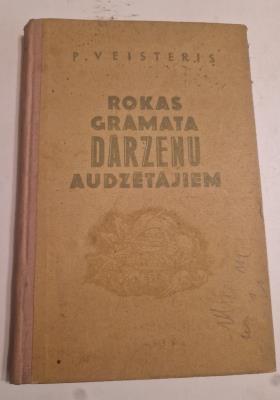 P. VEISTERIS
ROKAS
GRĀMATA
DĀRZEŅU
AUDZĒTĀJIEM